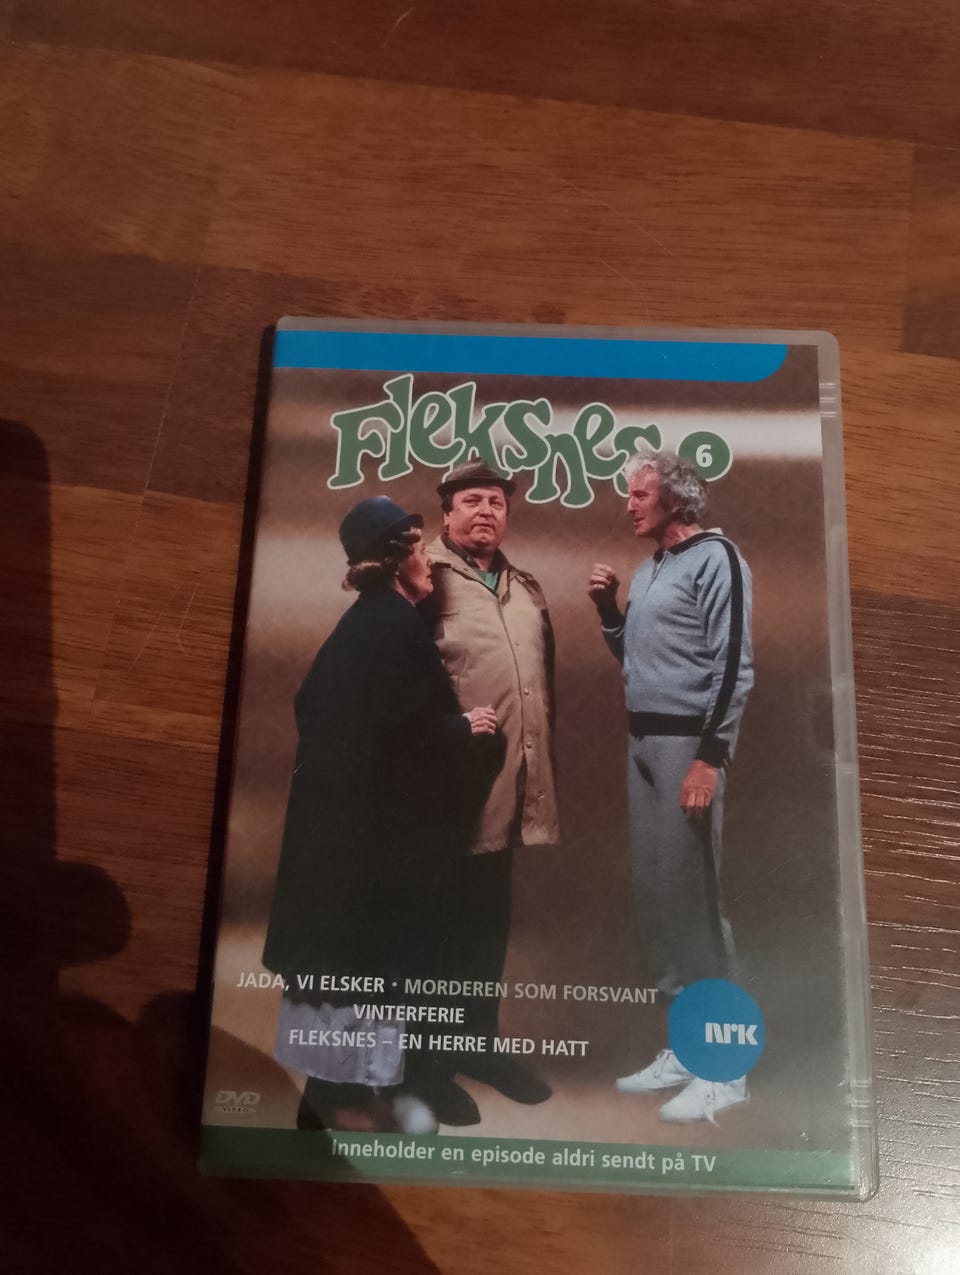 Fleksnes 6
JADA, VI ELSKER • MORDEREN SOM FORSVANT
VINTERFERIE
FLEKSNES – EN HERRE MED HATT
NRK
DVD
VIDEO
Inneholder en episode aldri sendt på TV